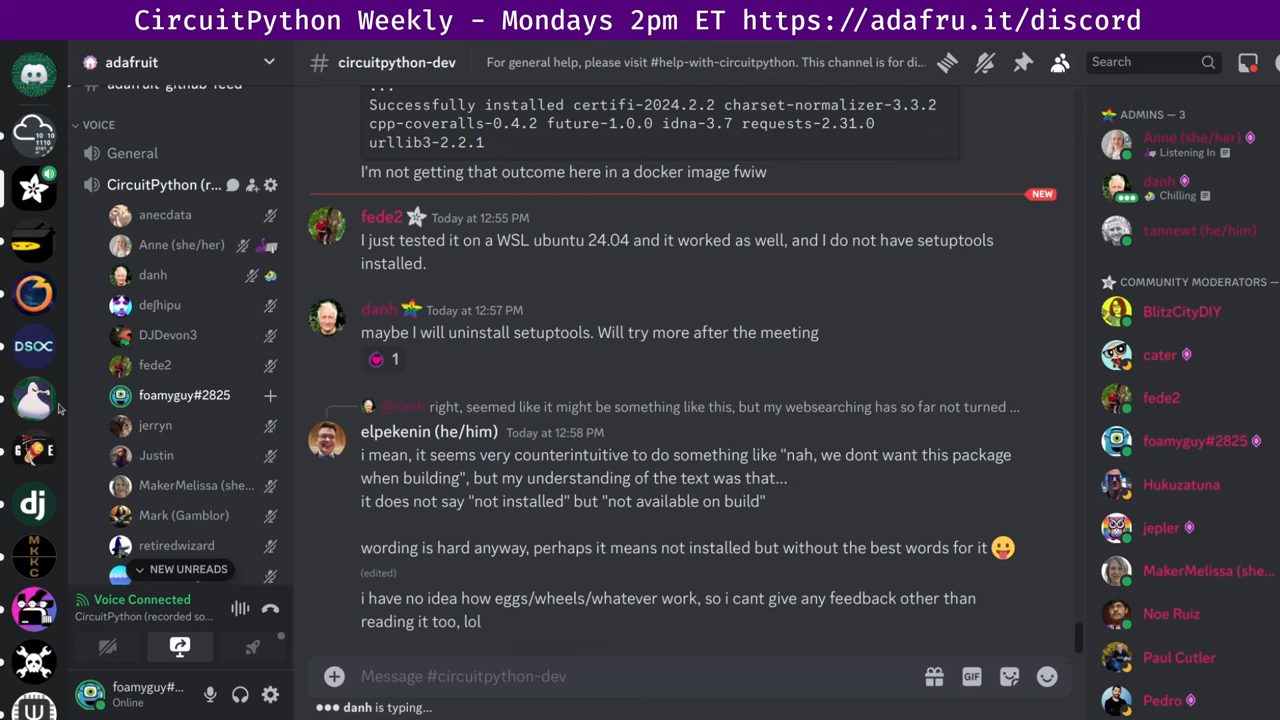 CircuitPython Weekly - Mondays 2pm ET https://adafru.it/discord
adafruit
# adafruit-github-feed
VOICE
General
CircuitPython (r...
anecdata
Anne (she/her)
danh
deʃhipu
DJDevon3
fede2
foamyguy#2825
jerryn
Justin
MakerMelissa (she...
Mark (Gamblor)
retiredwizard
NEW UNREADS
Voice Connected
CircuitPython (recorded so...
foamyguy#...
Online
DSOC
GE
dj
MK
KC
# circuitpython-dev
For general help, please visit #help-with-circuitpython. This channel is for di...
Search
...
Successfully installed certifi-2024.2.2 charset-normalizer-3.3.2
cpp-coveralls-0.4.2 future-1.0.0 idna-3.7 requests-2.31.0
urllib3-2.2.1
I'm not getting that outcome here in a docker image fwiw
NEW
fede2 Today at 12:55 PM
I just tested it on a WSL ubuntu 24.04 and it worked as well, and I do not have setuptools
installed.
danh Today at 12:57 PM
maybe I will uninstall setuptools. Will try more after the meeting
1
@danh right, seemed like it might be something like this, but my websearching has so far not turned ...
elpekenin (he/him) Today at 12:58 PM
i mean, it seems very counterintuitive to do something like "nah, we dont want this package
when building", but my understanding of the text was that...
it does not say "not installed" but "not available on build"
wording is hard anyway, perhaps it means not installed but without the best words for it 😛
(edited)
i have no idea how eggs/wheels/whatever work, so i cant give any feedback other than
reading it too, lol
Message #circuitpython-dev
GIF
danh is typing...
ADMINS — 3
Anne (she/her)
Listening In
danh
Chilling
tannewt (he/him)
COMMUNITY MODERATORS —
BlitzCityDIY
cater
fede2
foamyguy#2825
Hukuzatuna
jepler
MakerMelissa (she...
Noe Ruiz
Paul Cutler
Pedro